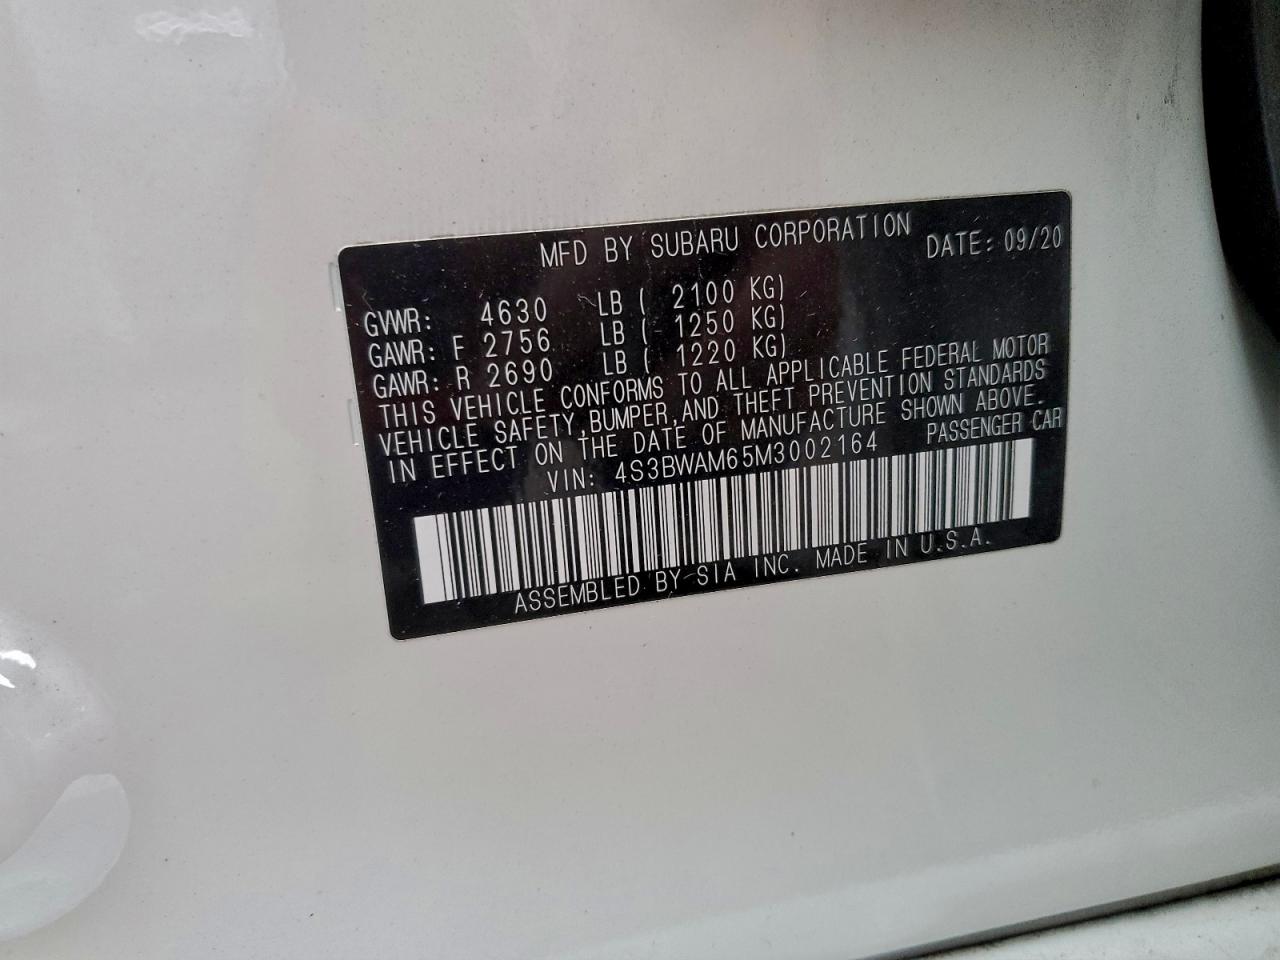 MFD BY SUBARU CORPORATION DATE: 09/20
GVWR: 4630 LB ( 2100 KG)
GAWR: F 2756 LB ( 1250 KG)
GAWR: R 2690 LB ( 1220 KG)
THIS VEHICLE CONFORMS TO ALL APPLICABLE FEDERAL MOTOR
VEHICLE SAFETY, BUMPER, AND THEFT PREVENTION STANDARDS
IN EFFECT ON THE DATE OF MANUFACTURE SHOWN ABOVE.
VIN: 4S3BWAM65M3002164 PASSENGER CAR
ASSEMBLED BY SIA INC. MADE IN U.S.A.